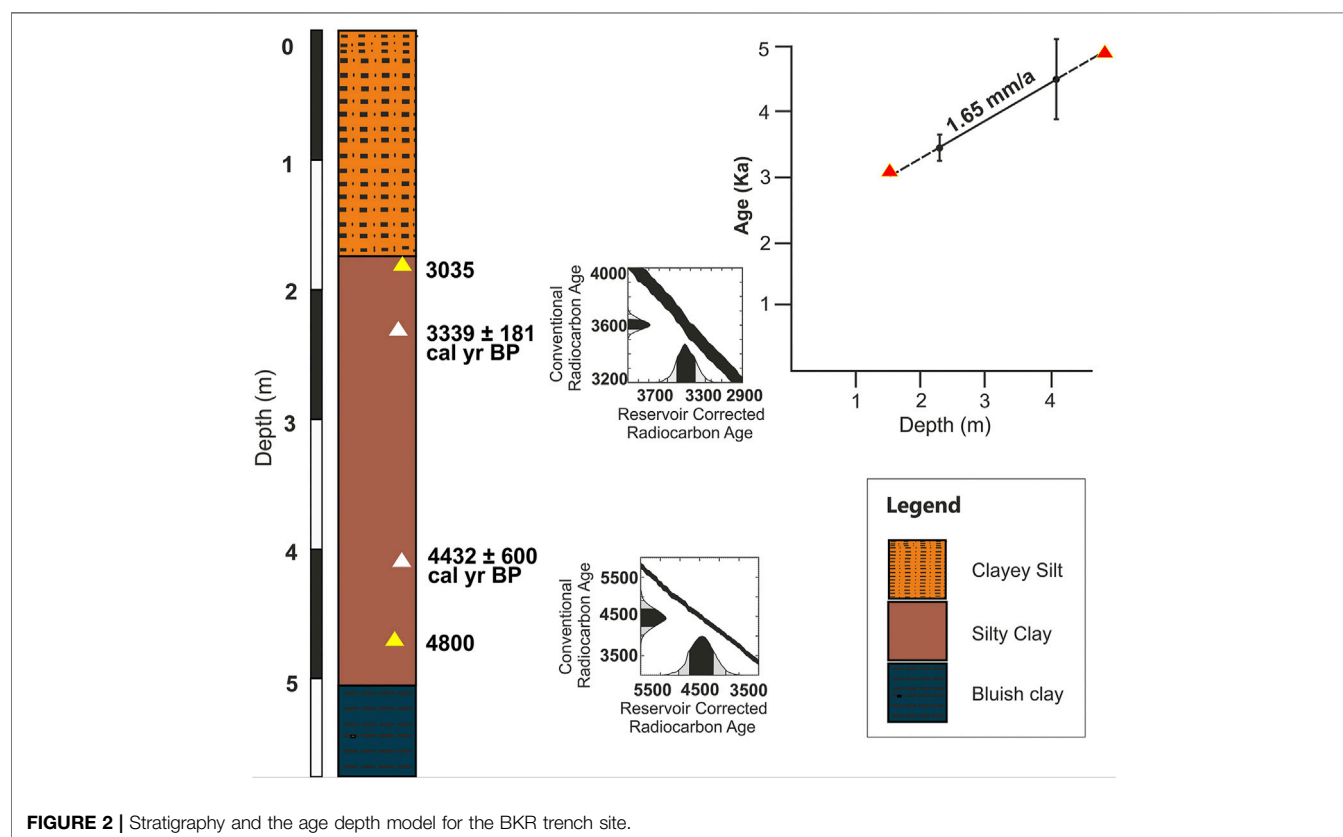 0
1
2
3
4
5
Depth (m)
3035
3339 ± 181
cal yr BP
4432 ± 600
cal yr BP
4800
4000
3600
3200
Conventional
Radiocarbon Age
3700 3300 2900
Reservoir Corrected
Radiocarbon Age
5500
4500
3500
Conventional
Radiocarbon Age
5500 4500 3500
Reservoir Corrected
Radiocarbon Age
5
4
3
2
1
Age (Ka)
1.65 mm/a
1 2 3 4
Depth (m)
Legend
Clayey Silt
Silty Clay
Bluish clay
FIGURE 2 | Stratigraphy and the age depth model for the BKR trench site.